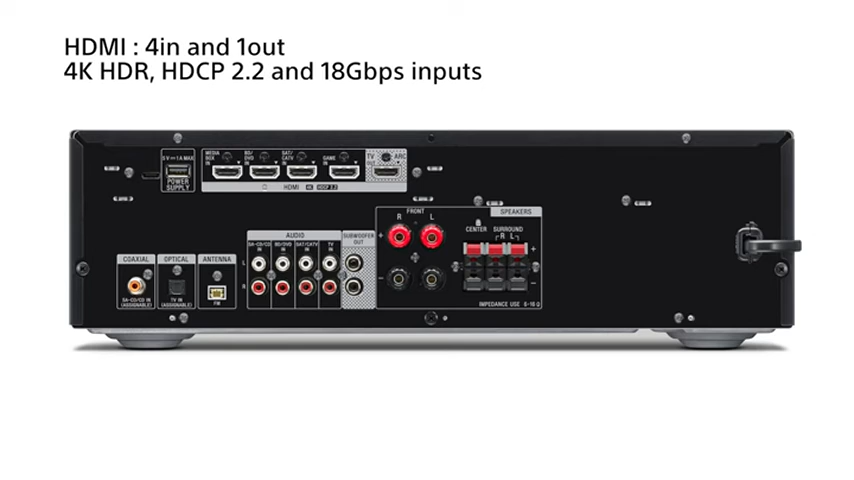 HDMI : 4in and 1out
4K HDR, HDCP 2.2 and 18Gbps inputs
5 V 1 A MAX
POWER
SUPPLY
MEDIA
BOX
IN
BD/
DVD
IN
SAT/
CATV
IN
GAME
IN
TV
OUT
ARC
HDMI 4K HDCP 2.2
SPEAKERS
FRONT
R L
CENTER
SURROUND
R L
+
–
+
–
IMPEDANCE USE 6-16 Ω
AUDIO
SA-CD/CD
IN
BD/DVD
IN
SAT/CATV
IN
TV
IN
L
R
SUBWOOFER
OUT
COAXIAL
SA-CD/CD IN
(ASSIGNABLE)
OPTICAL
TV IN
(ASSIGNABLE)
ANTENNA
FM